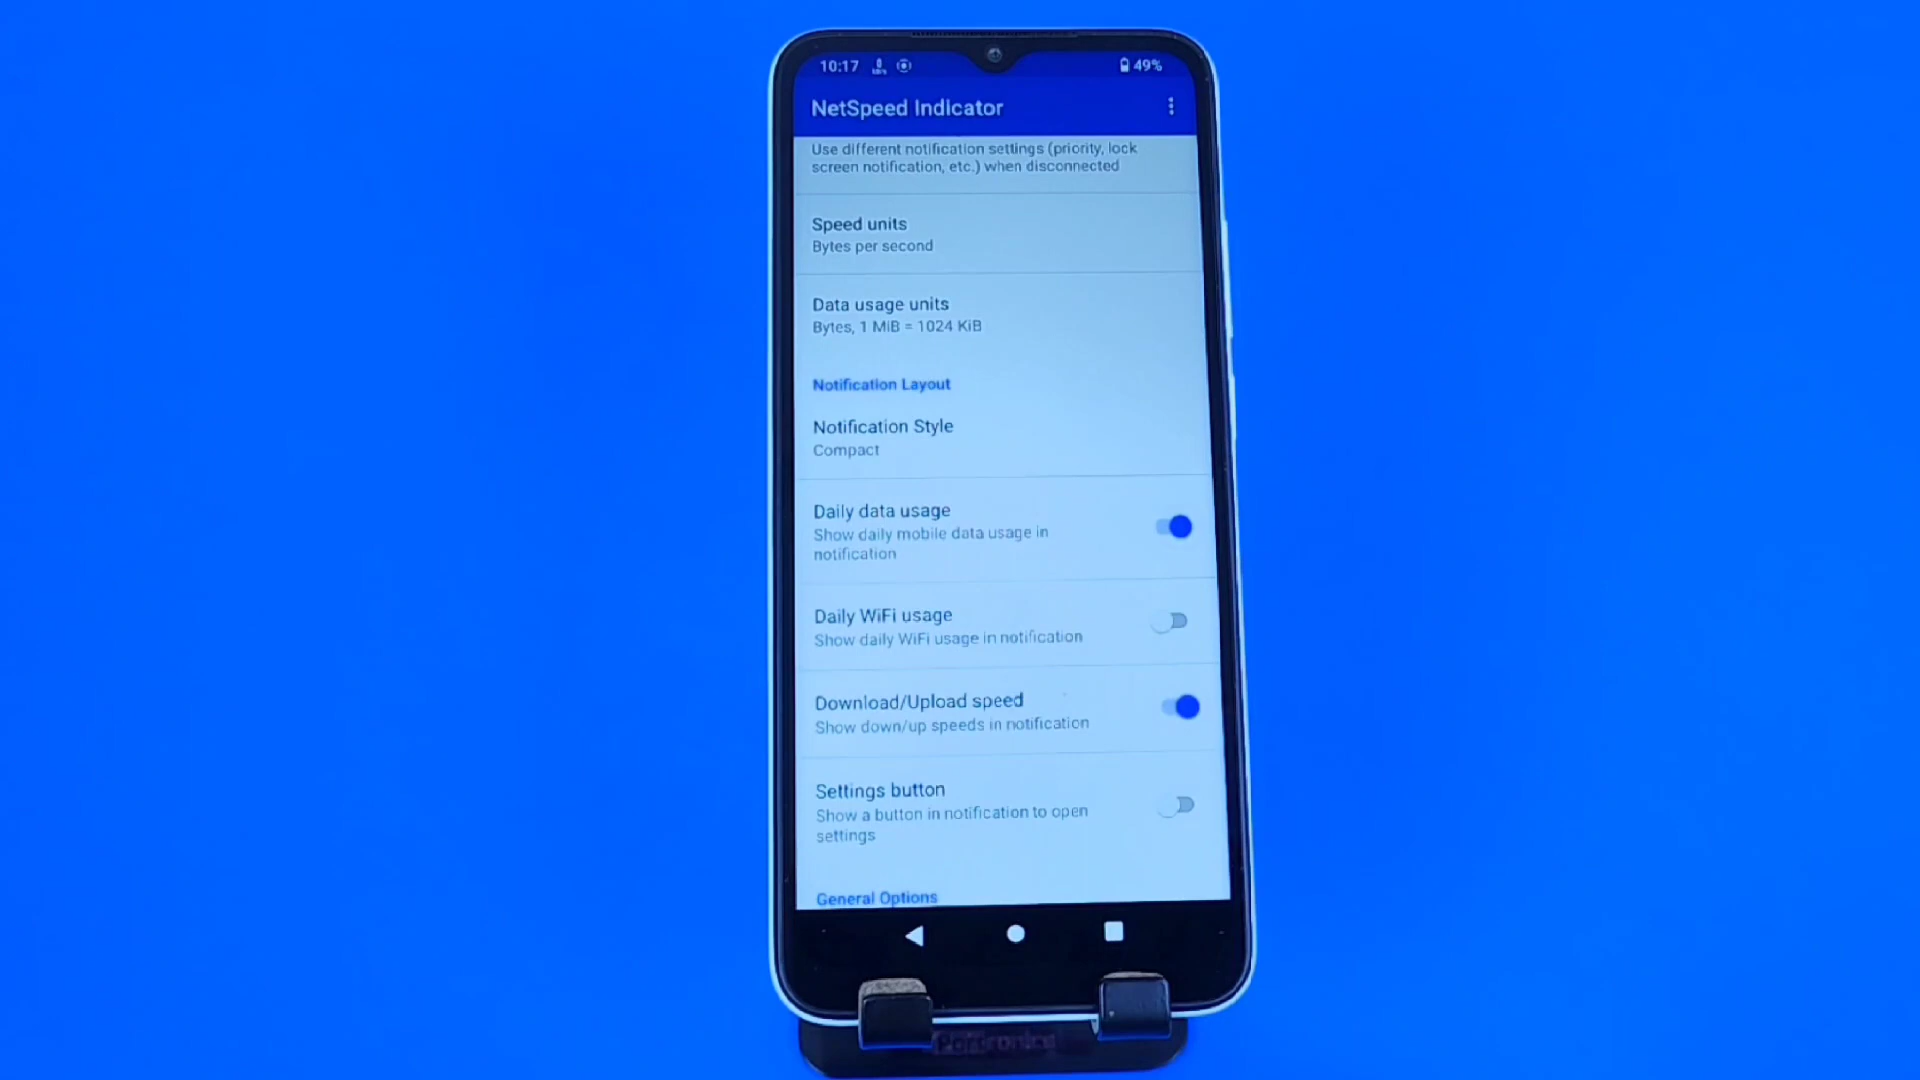 10:17
49%
NetSpeed Indicator
Use different notification settings (priority, lock
screen notification, etc.) when disconnected
Speed units
Bytes per second
Data usage units
Bytes, 1 MiB = 1024 KiB
Notification Layout
Notification Style
Compact
Daily data usage
Show daily mobile data usage in
notification
Daily WiFi usage
Show daily WiFi usage in notification
Download/Upload speed
Show down/up speeds in notification
Settings button
Show a button in notification to open
settings
General Options
Portronics